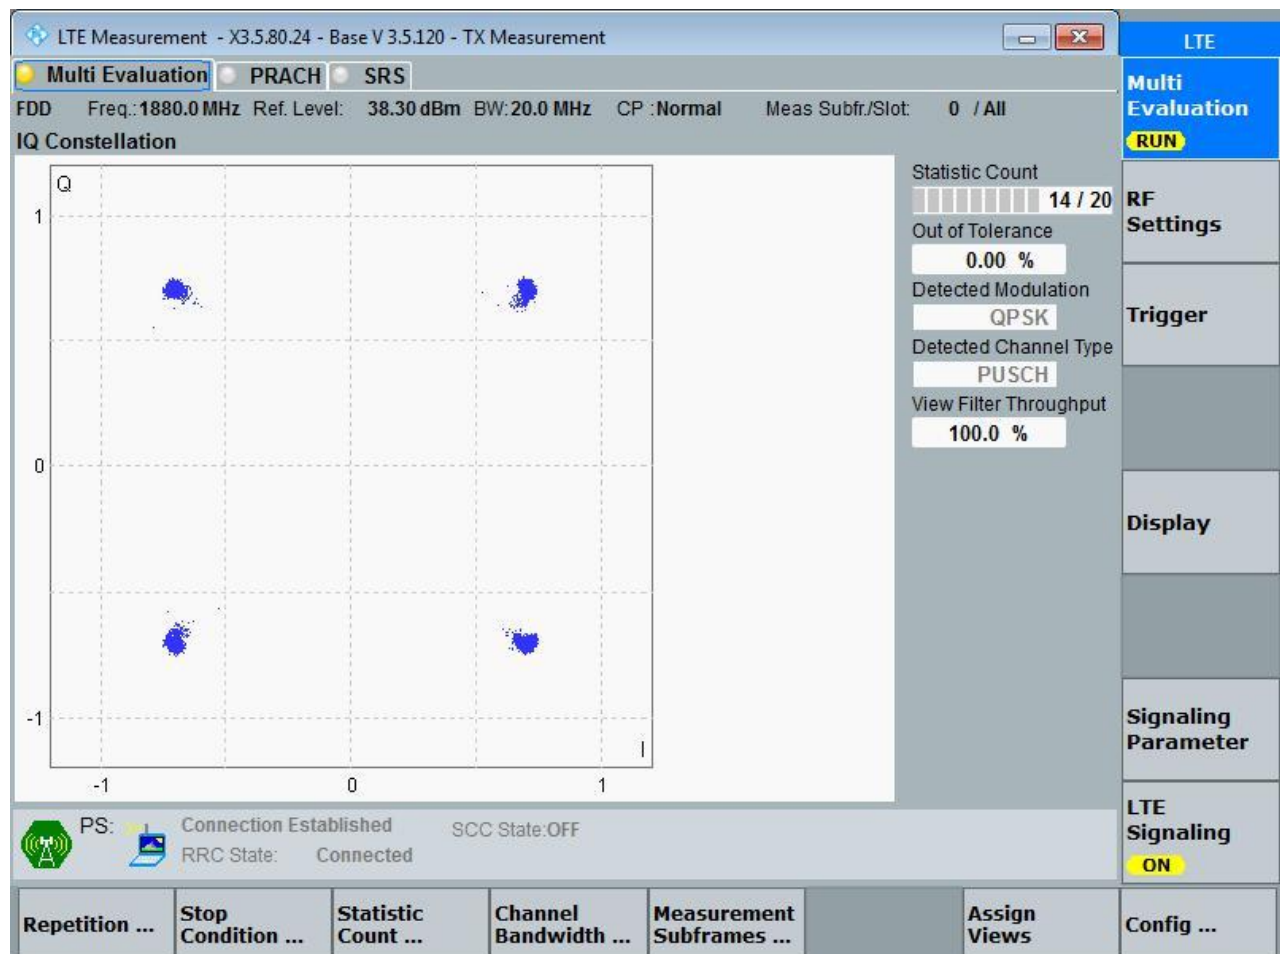 LTE Measurement - X3.5.80.24 - Base V 3.5.120 - TX Measurement
LTE
Multi Evaluation PRACH SRS
FDD Freq.:1880.0 MHz Ref. Level: 38.30 dBm BW:20.0 MHz CP :Normal Meas Subfr./Slot: 0 / All
IQ Constellation
Q
1
0
-1
I
-1 0 1
Statistic Count
14 / 20
Out of Tolerance
0.00 %
Detected Modulation
QPSK
Detected Channel Type
PUSCH
View Filter Throughput
100.0 %
Multi
Evaluation
RUN
RF
Settings
Trigger
Display
Signaling
Parameter
LTE
Signaling
ON
PS: Connection Established SCC State:OFF
RRC State: Connected
Repetition ...
Stop
Condition ...
Statistic
Count ...
Channel
Bandwidth ...
Measurement
Subframes ...
Assign
Views
Config ...